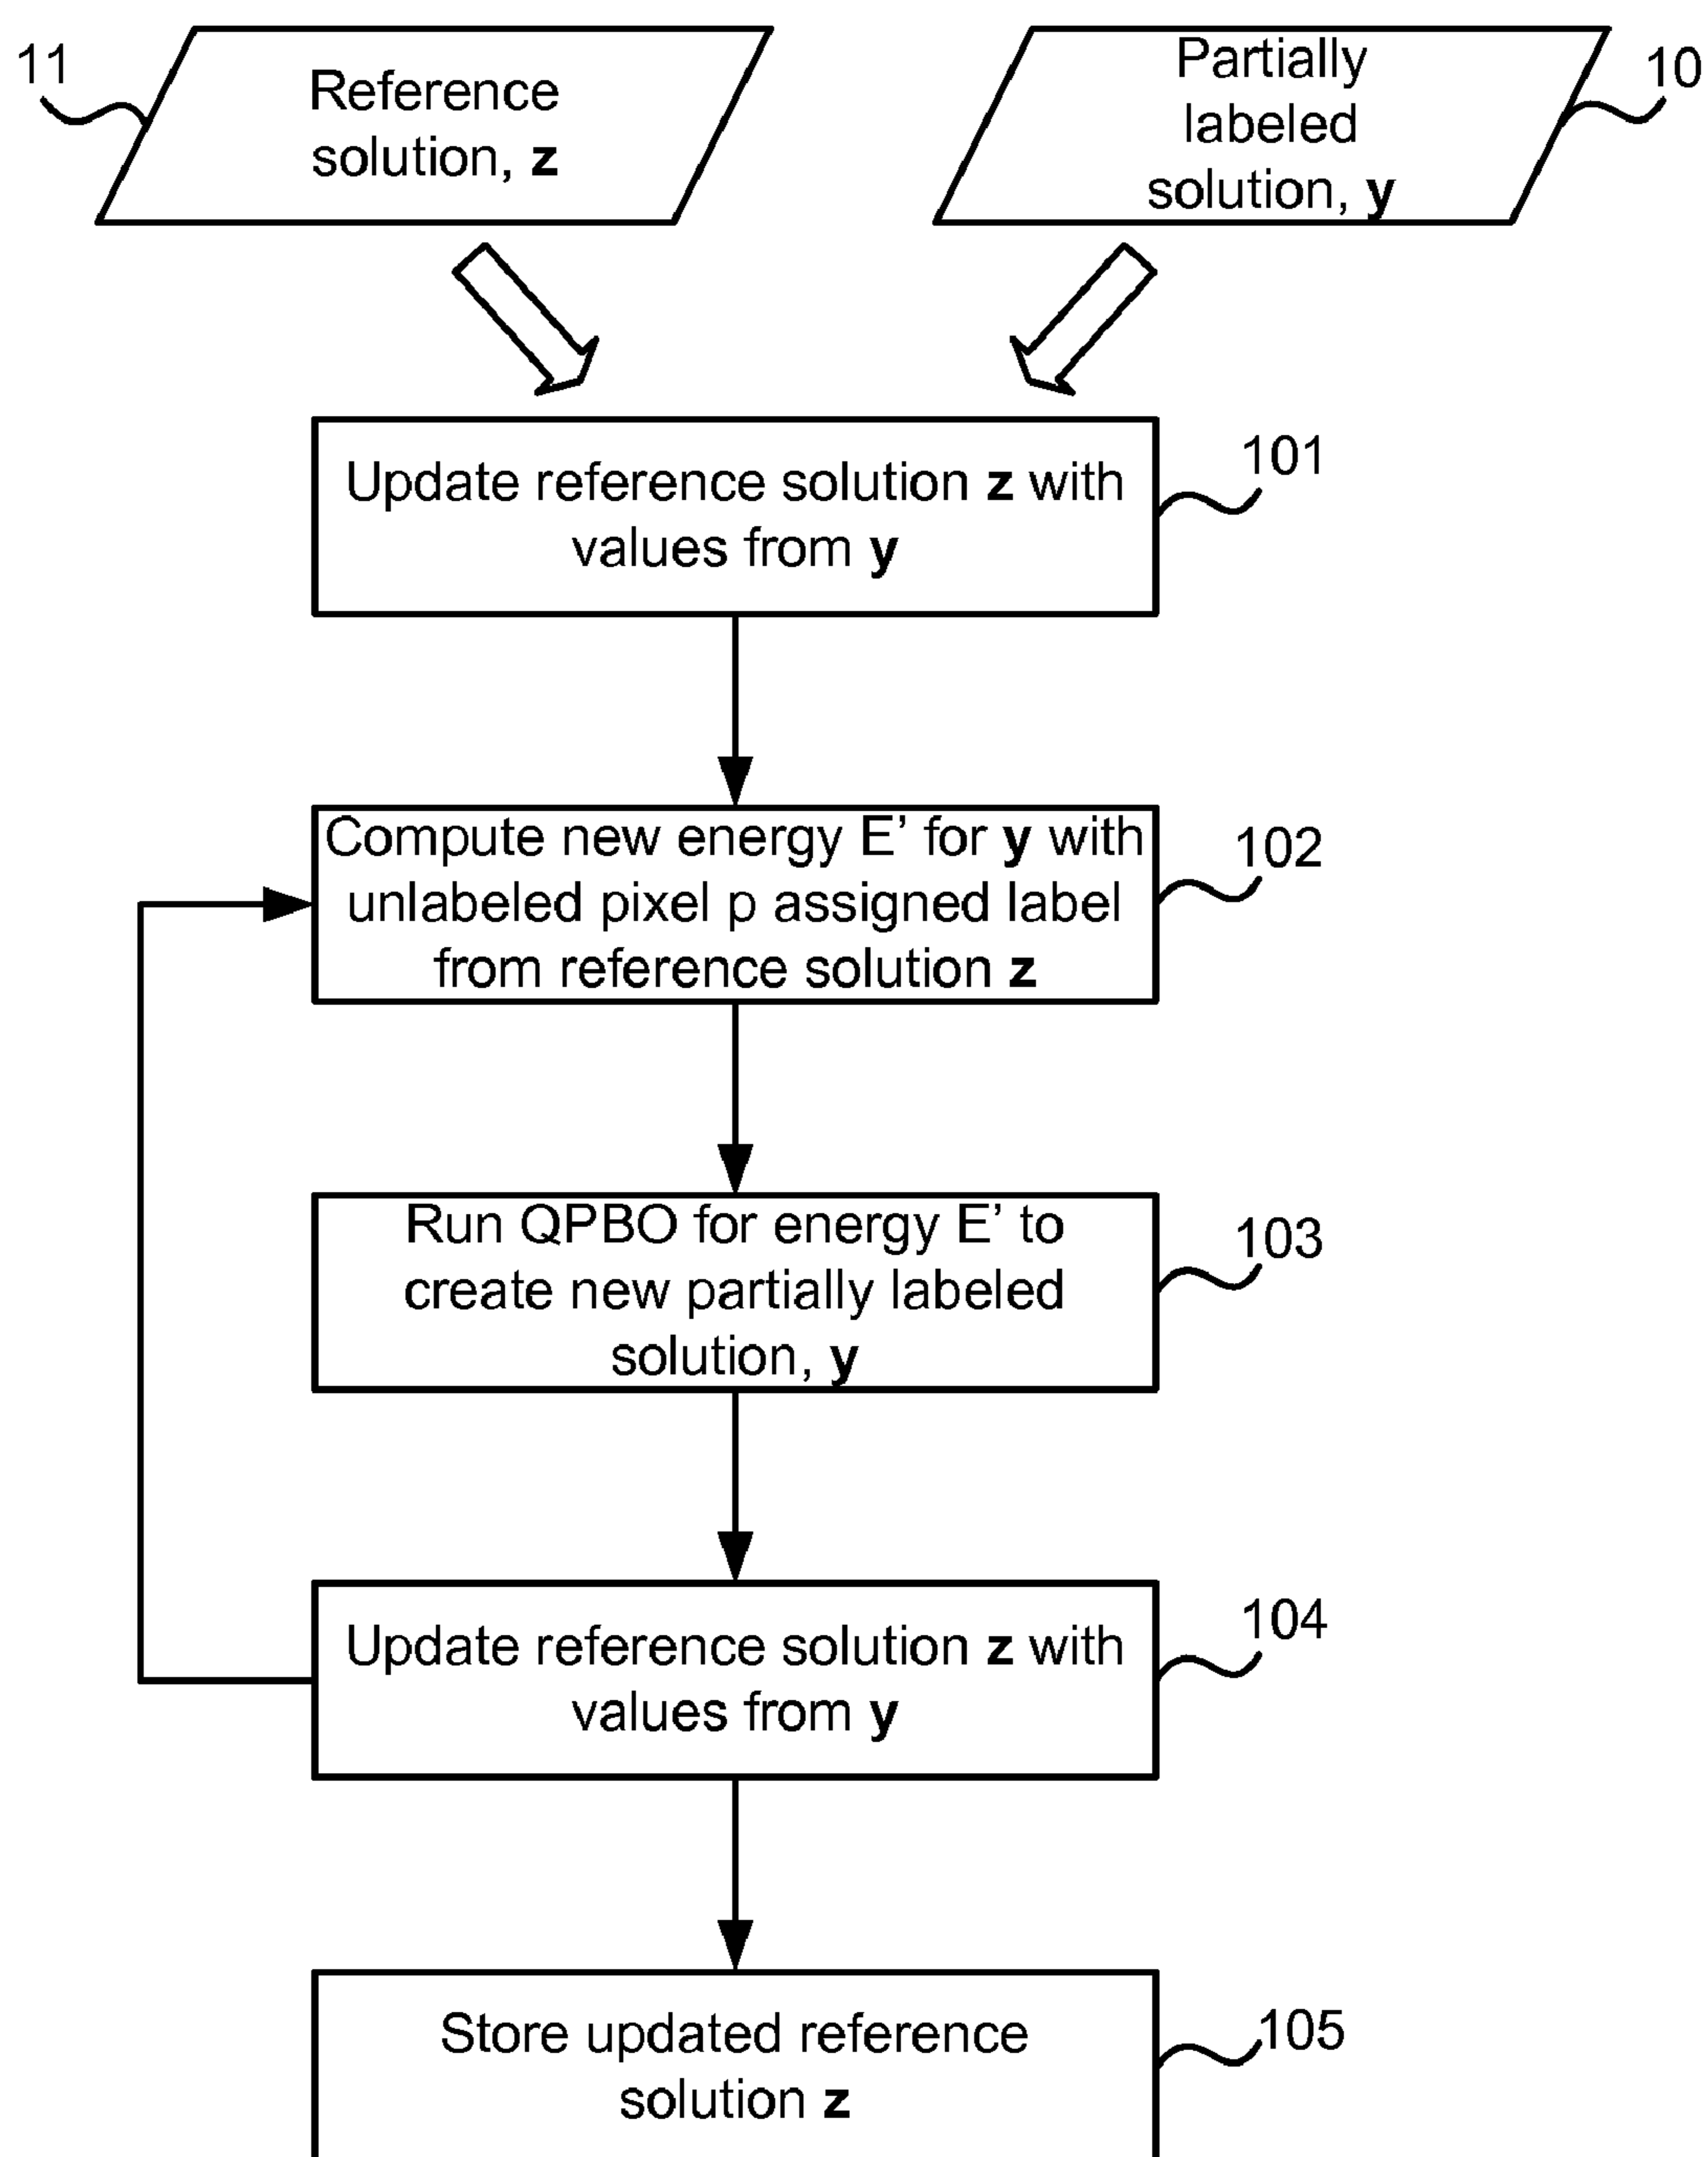 11
Reference
solution, z
Partially
labeled
solution, y
10
Update reference solution z with
values from y
101
Compute new energy E’ for y with
unlabeled pixel p assigned label
from reference solution z
102
Run QPBO for energy E’ to
create new partially labeled
solution, y
103
Update reference solution z with
values from y
104
Store updated reference
solution z
105